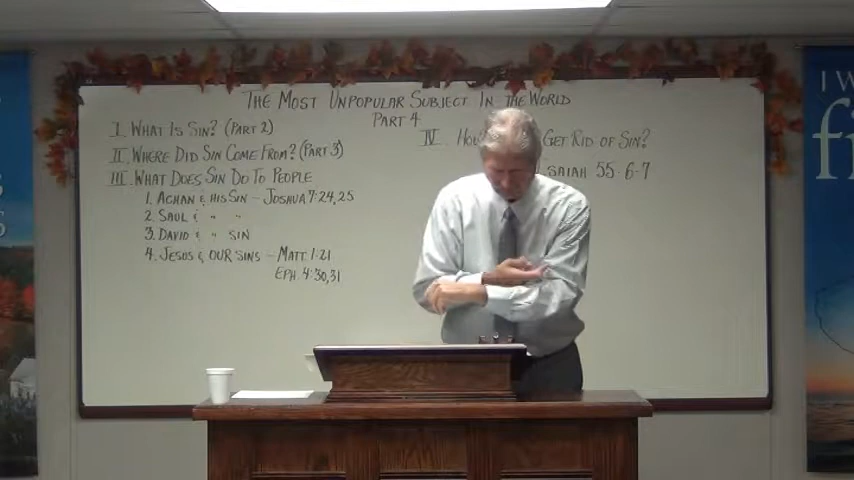 THE MOST UNPOPULAR SUBJECT IN THE WORLD
PART 4
I. WHAT IS SIN? (PART 2)
II. WHERE DID SIN COME FROM? (PART 3)
III. WHAT DOES SIN DO TO PEOPLE
1. ACHAN & HIS SIN - JOSHUA 7:24,25
2. SAUL & " "
3. DAVID & " SIN
4. JESUS & OUR SINS - MATT. 1:21
EPH 4:30,31
IV. GET RID OF SIN?
SAIAH 55:6-7
I W
fi